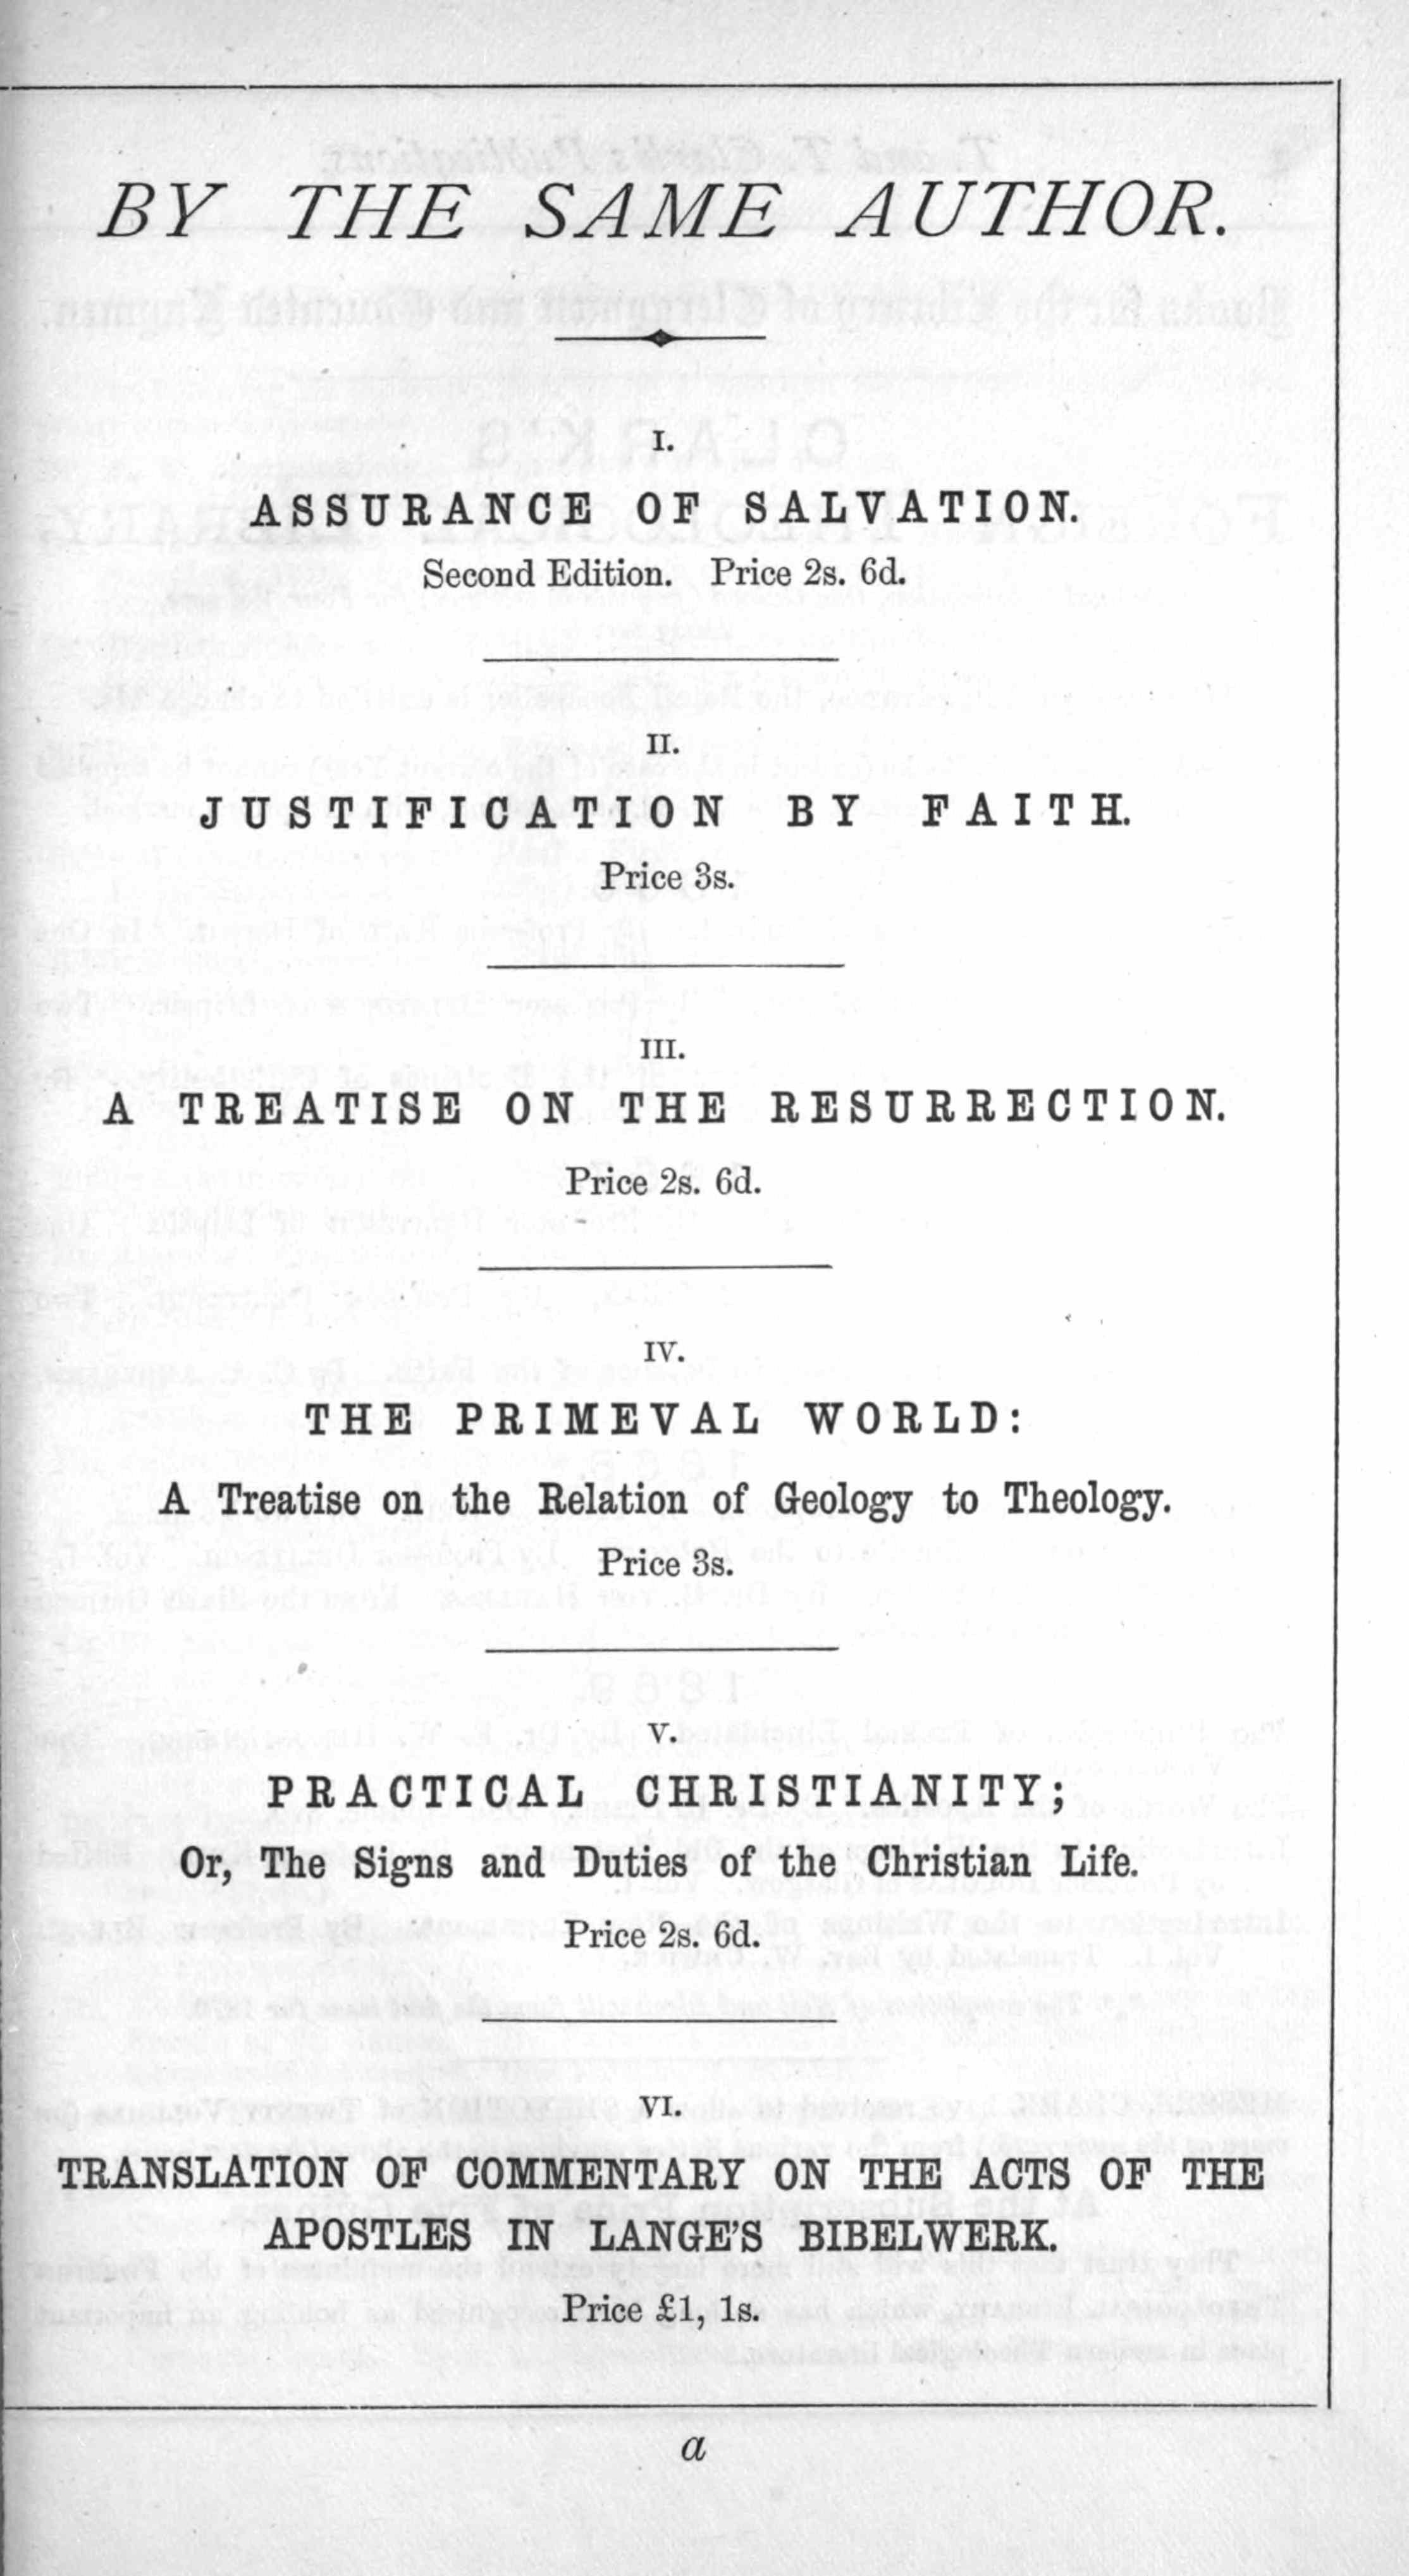 BY THE SAME AUTHOR.
I.
ASSURANCE OF SALVATION.
Second Edition. Price 2s. 6d.
II.
JUSTIFICATION BY FAITH.
Price 3s.
III.
A TREATISE ON THE RESURRECTION.
Price 2s. 6d.
IV.
THE PRIMEVAL WORLD:
A Treatise on the Relation of Geology to Theology.
Price 3s.
V.
PRACTICAL CHRISTIANITY;
Or, The Signs and Duties of the Christian Life.
Price 2s. 6d.
VI.
TRANSLATION OF COMMENTARY ON THE ACTS OF THE
APOSTLES IN LANGE'S BIBELWERK.
Price £1, 1s.
a